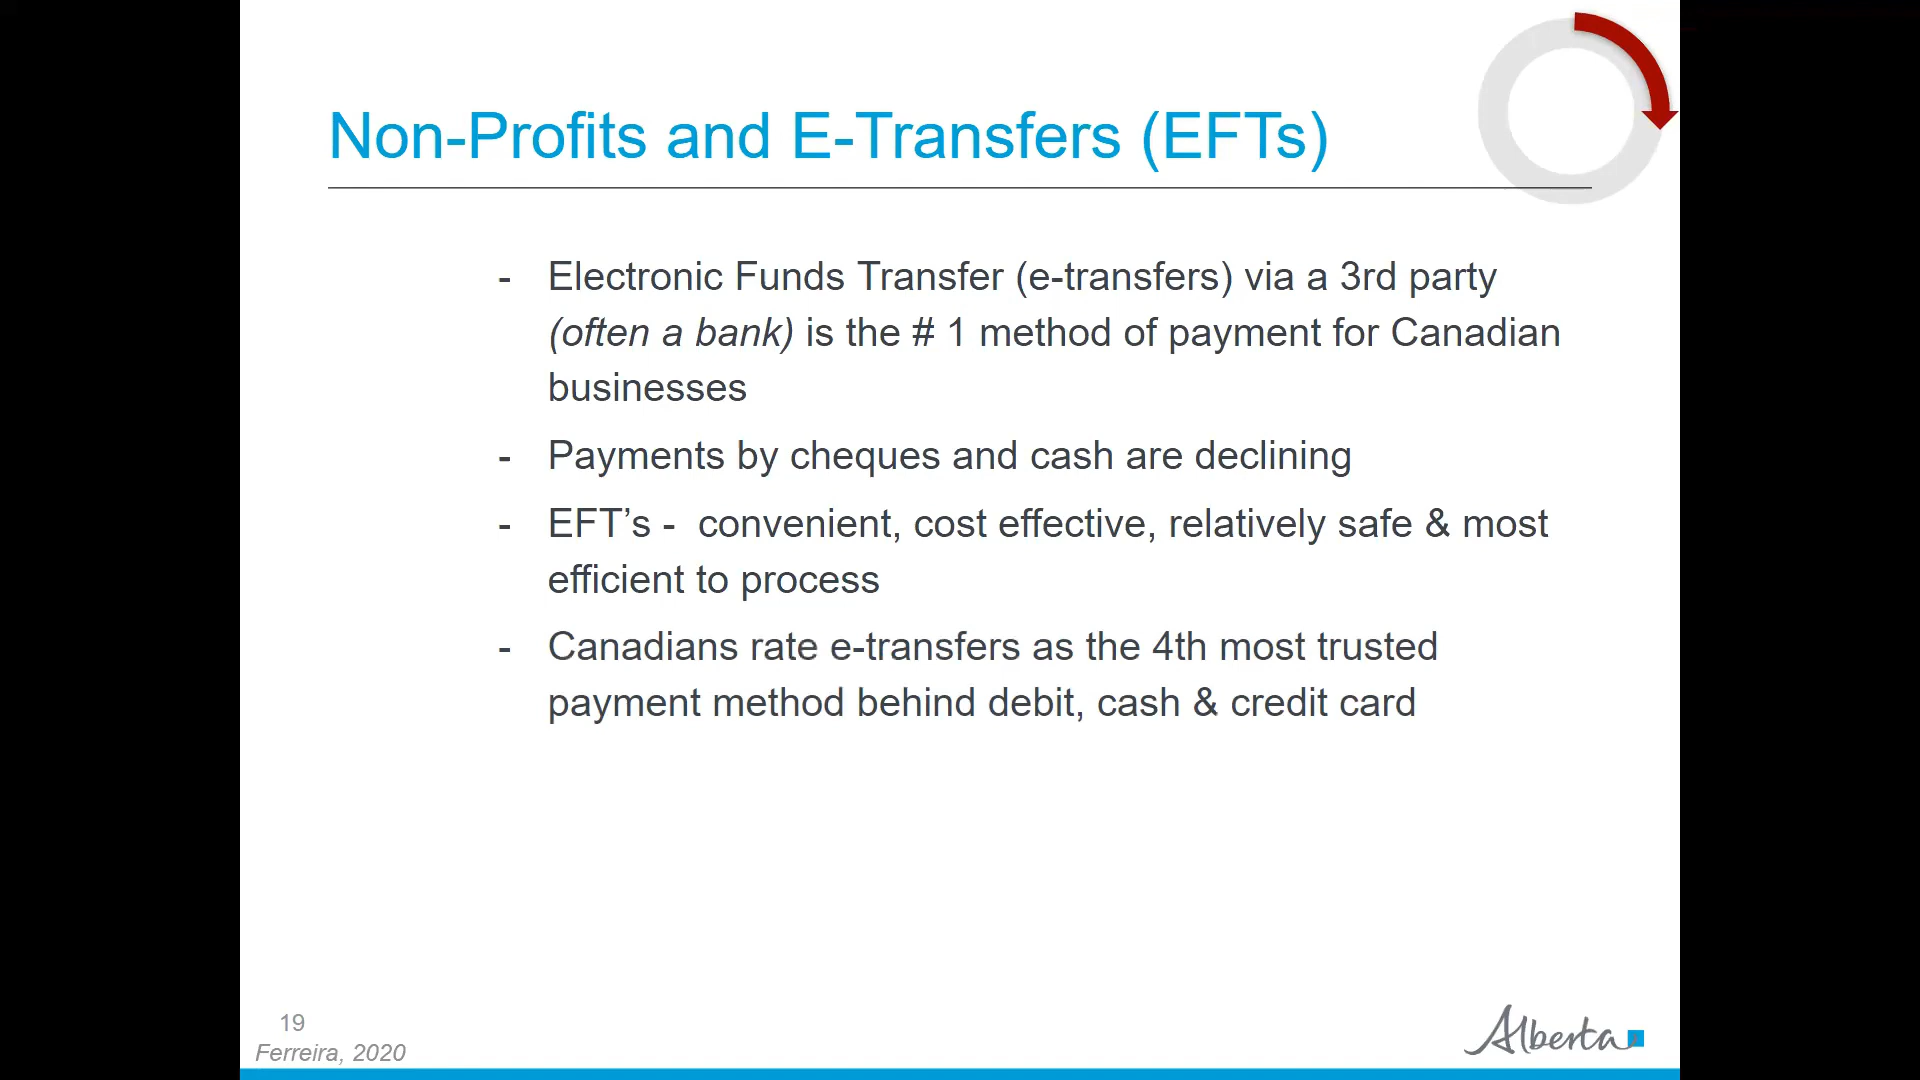 Non-Profits and E-Transfers (EFTs)
- Electronic Funds Transfer (e-transfers) via a 3rd party
(often a bank) is the # 1 method of payment for Canadian
businesses
- Payments by cheques and cash are declining
- EFT’s -  convenient, cost effective, relatively safe & most
efficient to process
- Canadians rate e-transfers as the 4th most trusted
payment method behind debit, cash & credit card
19
Ferreira, 2020
Alberta